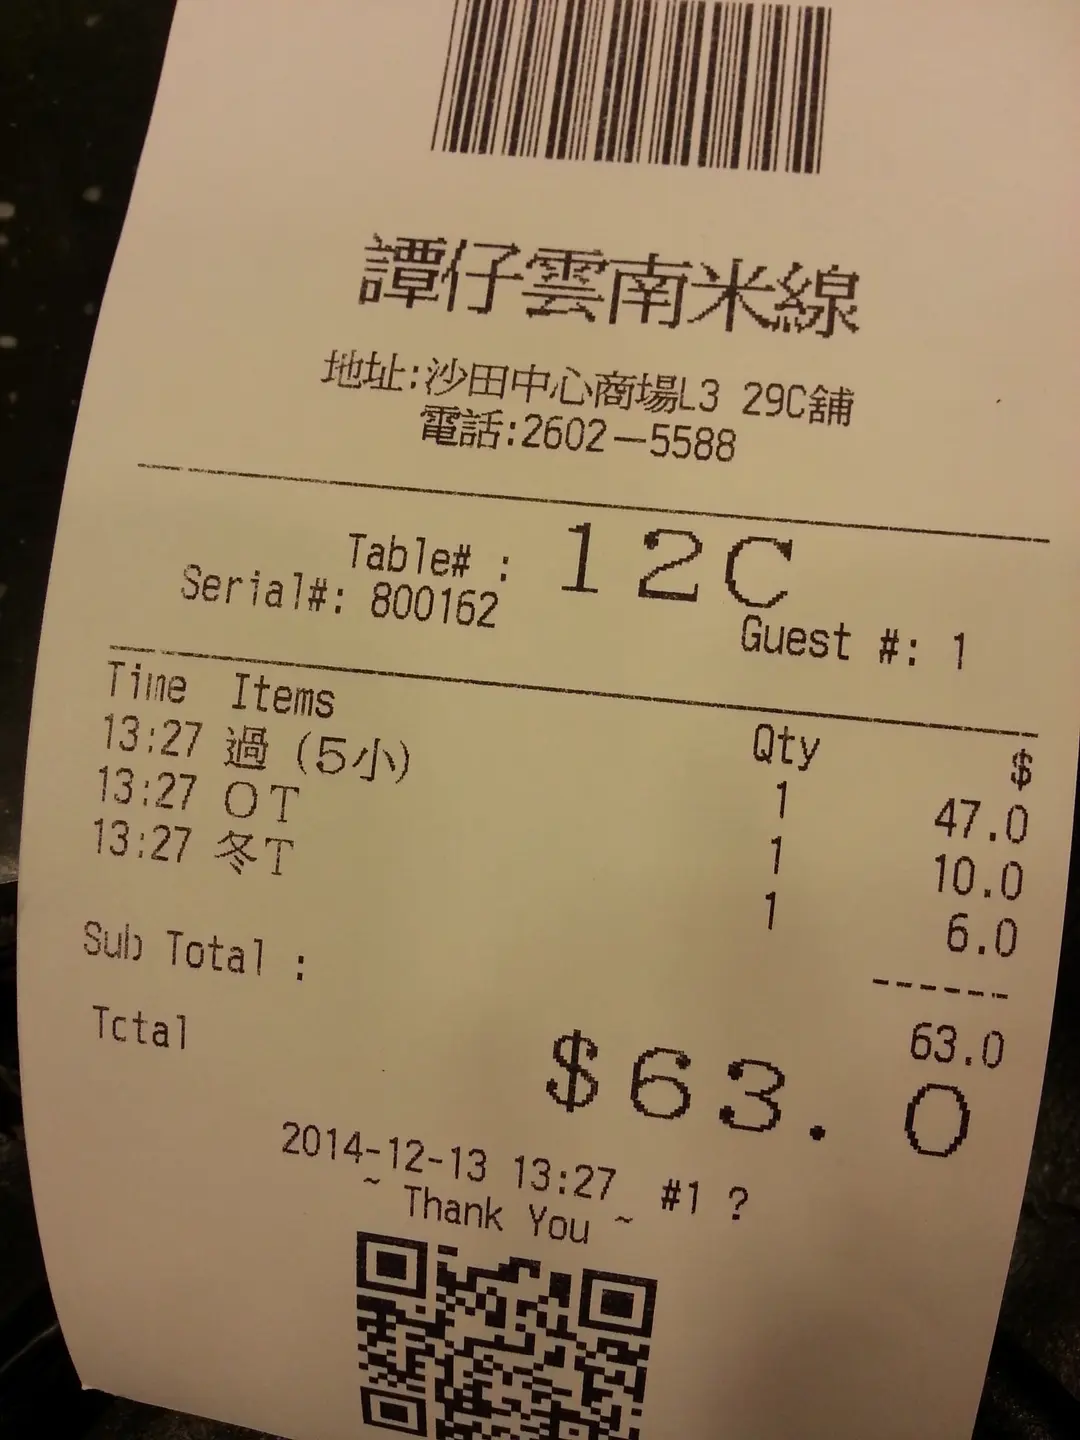 譚仔雲南米線
地址:沙田中心商場L3 29C舖
電話:2602-5588
Table# : 12C
Serial#: 800162
Guest #: 1
Time Items Qty $
13:27 過 (5小) 1 47.0
13:27 OT 1 10.0
13:27 冬T 1 6.0
------
Sub Total : 63.0
Total $63.0
2014-12-13 13:27 #1 ?
~ Thank You ~